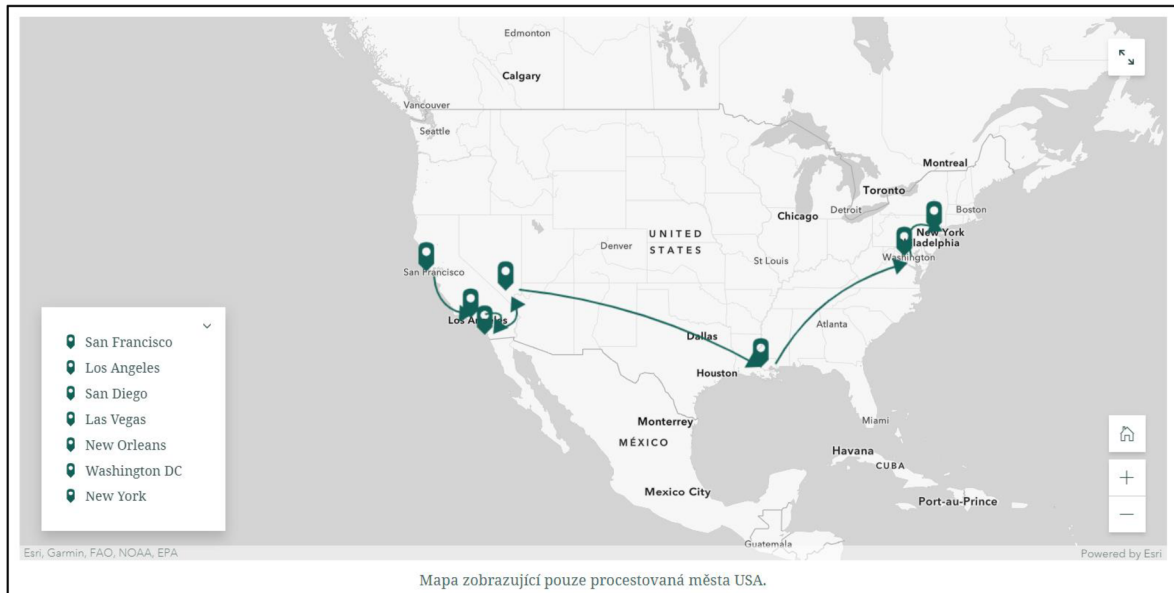 Edmonton
Calgary
Vancouver
Seattle
Montreal
Toronto
Boston
Detroit
Chicago
New York
Philadelphia
UNITED
STATES
Denver
St Louis
Washington
San Francisco
Los Angeles
Atlanta
Dallas
Houston
Monterrey
MÉXICO
Miami
Havana
CUBA
Mexico City
Port-au-Prince
Guatemala
San Francisco
Los Angeles
San Diego
Las Vegas
New Orleans
Washington DC
New York
Esri, Garmin, FAO, NOAA, EPA
Powered by Esri
Mapa zobrazující pouze procestovaná města USA.